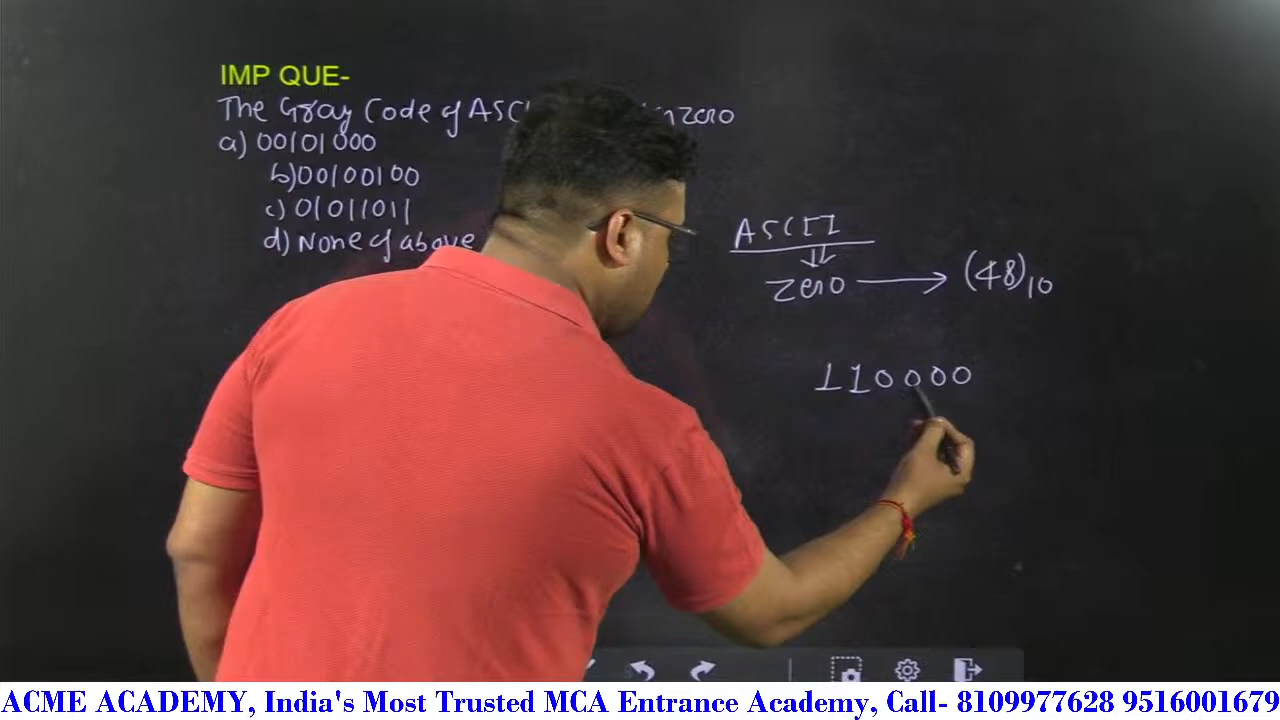 IMP QUE-
The Gray Code of ASC zero
a) 00101000
b) 00100100
c) 01011011
d) None of above
ASCII
zero → (48)10
110000
ACME ACADEMY, India's Most Trusted MCA Entrance Academy, Call- 8109977628 9516001679